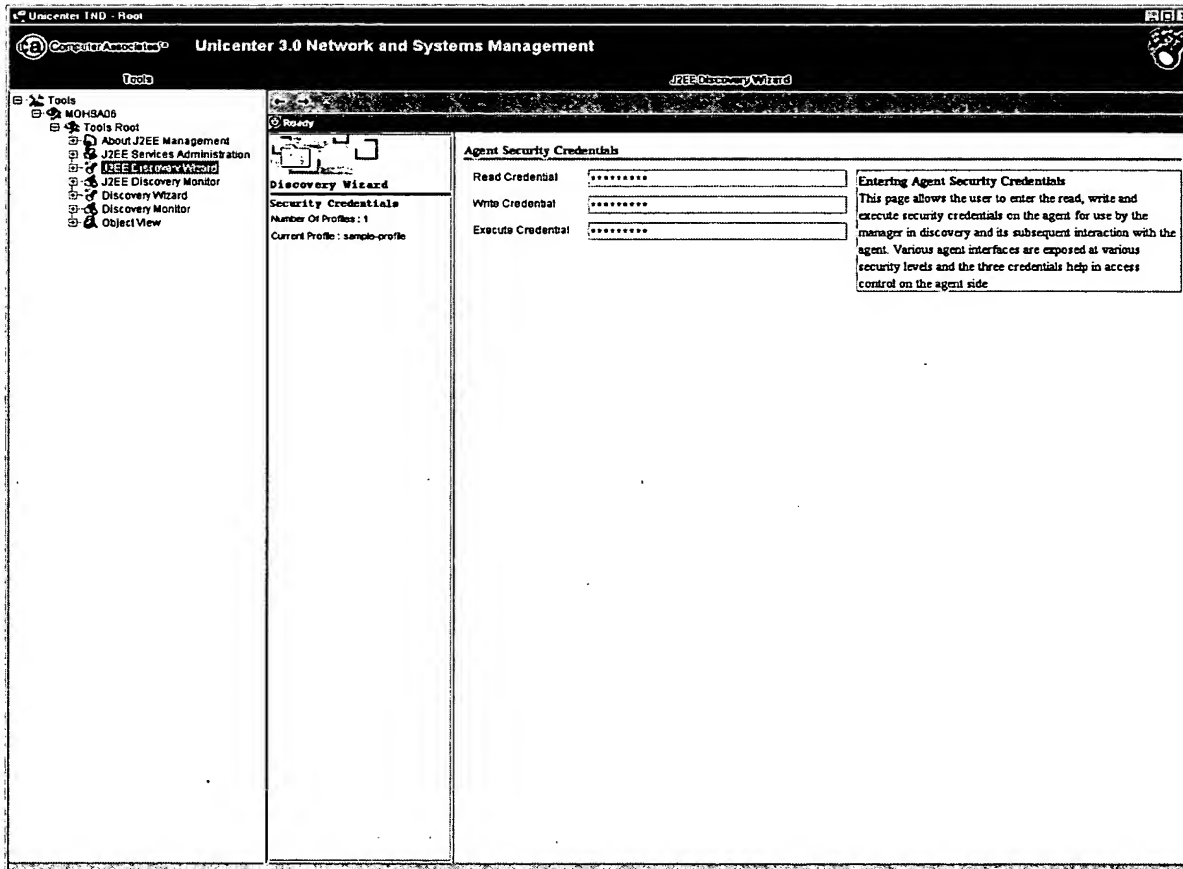 Unicenter TND - Root
ca Computer Associates Unicenter 3.0 Network and Systems Management
Tools
J2EE Discovery Wizard
Tools
MOHSA06
Tools Root
About J2EE Management
J2EE Services Administration
J2EE Discovery Wizard
J2EE Discovery Monitor
Discovery Wizard
Discovery Monitor
Object View
Ready
Discovery Wizard
Security Credentials
Number Of Profiles : 1
Current Profile : sample-profile
Agent Security Credentials
Read Credential *********
Write Credential *********
Execute Credential *********
Entering Agent Security Credentials
This page allows the user to enter the read, write and
execute security credentials on the agent for use by the
manager in discovery and its subsequent interaction with the
agent. Various agent interfaces are exposed at various
security levels and the three credentials help in access
control on the agent side